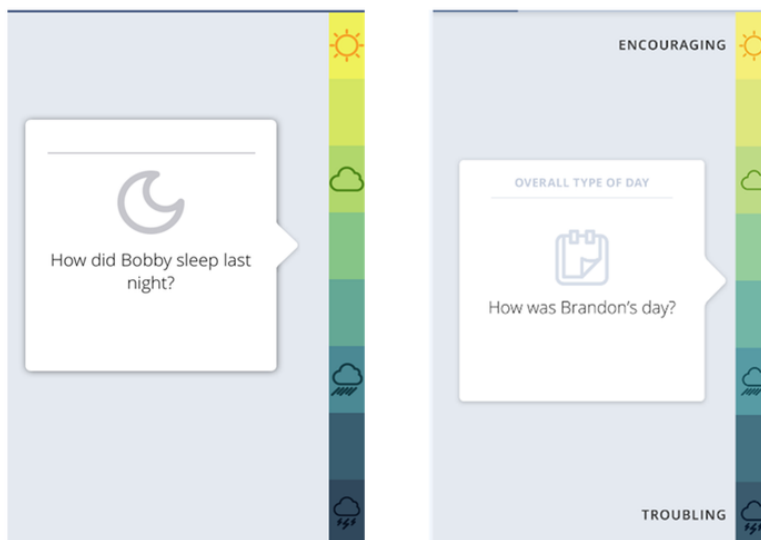 How did Bobby sleep last
night?
ENCOURAGING
OVERALL TYPE OF DAY
How was Brandon's day?
TROUBLING